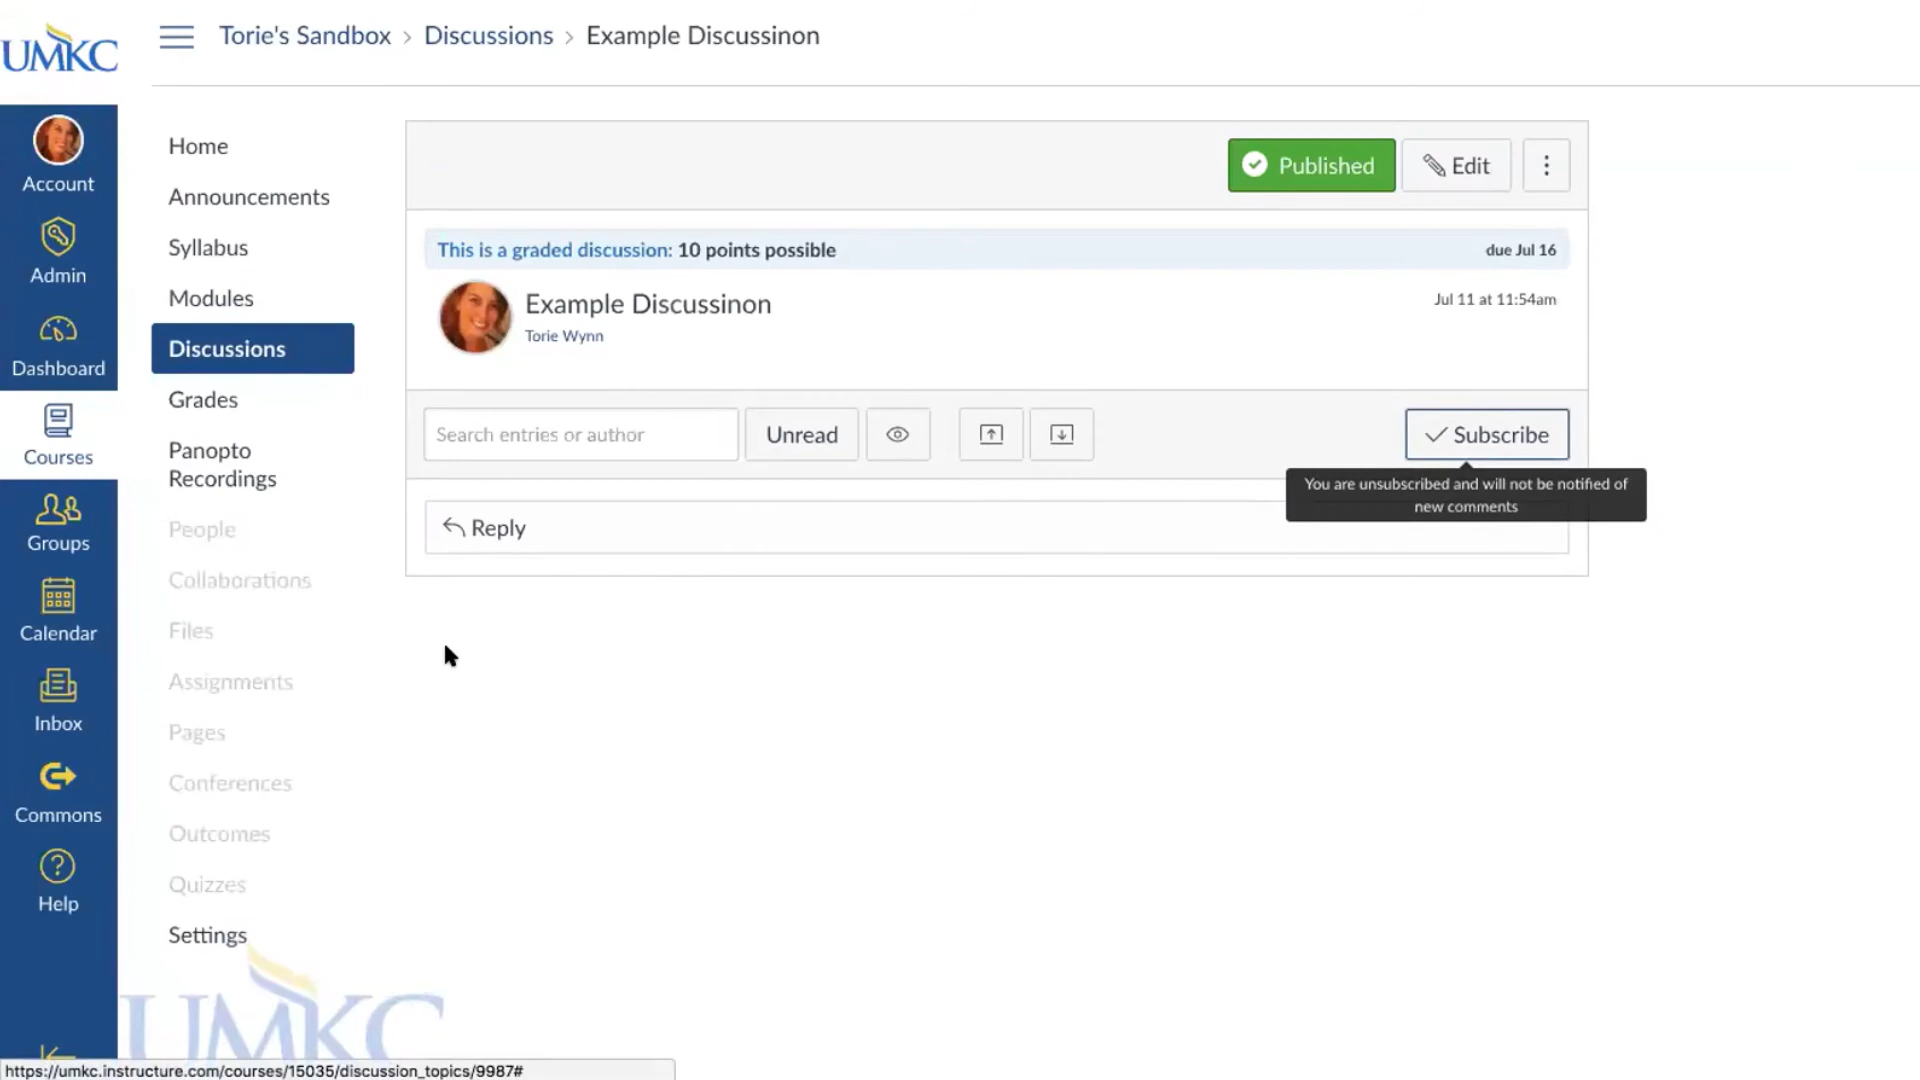 UMKC
Torie's Sandbox > Discussions > Example Discussinon
Account
Admin
Dashboard
Courses
Groups
Calendar
Inbox
Commons
Help
Home
Announcements
Syllabus
Modules
Discussions
Grades
Panopto
Recordings
People
Collaborations
Files
Assignments
Pages
Conferences
Outcomes
Quizzes
Settings
Published
Edit
This is a graded discussion: 10 points possible
due Jul 16
Example Discussinon
Jul 11 at 11:54am
Torie Wynn
Search entries or author
Unread
Subscribe
You are unsubscribed and will not be notified of
new comments
Reply
UMKC
https://umkc.instructure.com/courses/15035/discussion_topics/9987#